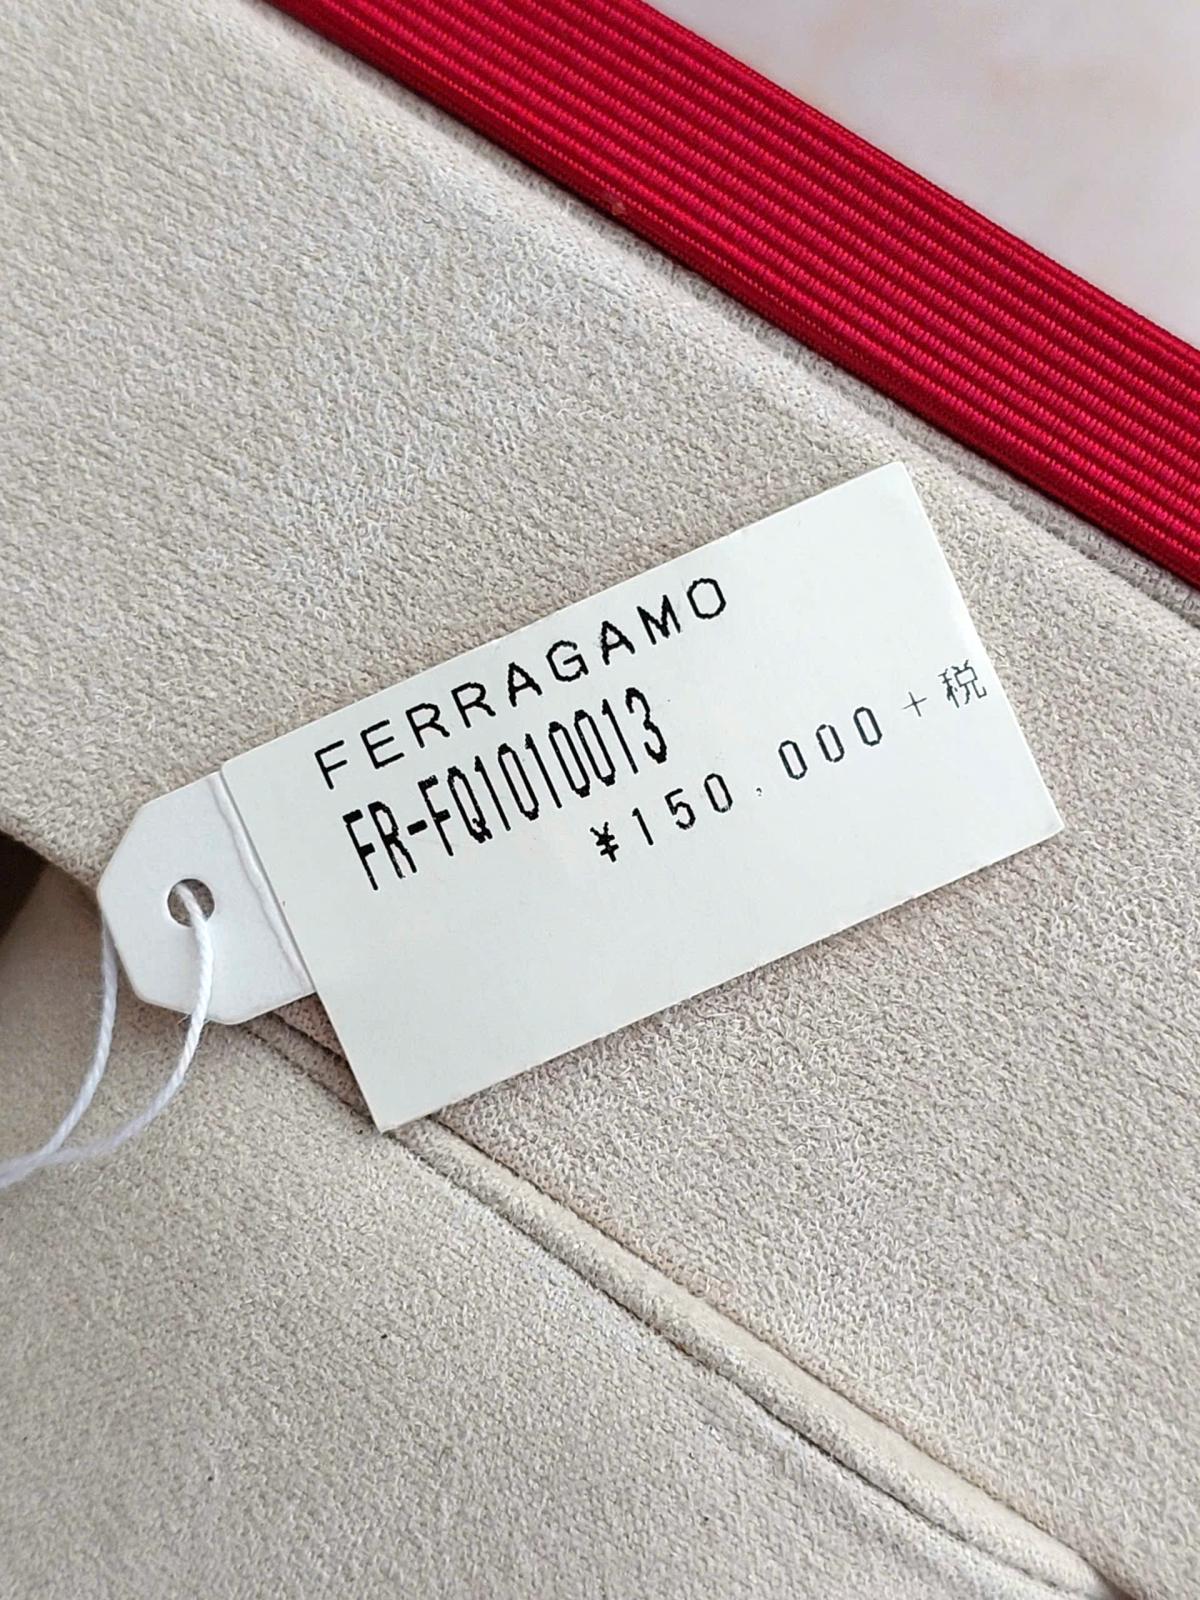 FERRAGAMO
FR-FQ1010013
¥150,000+税